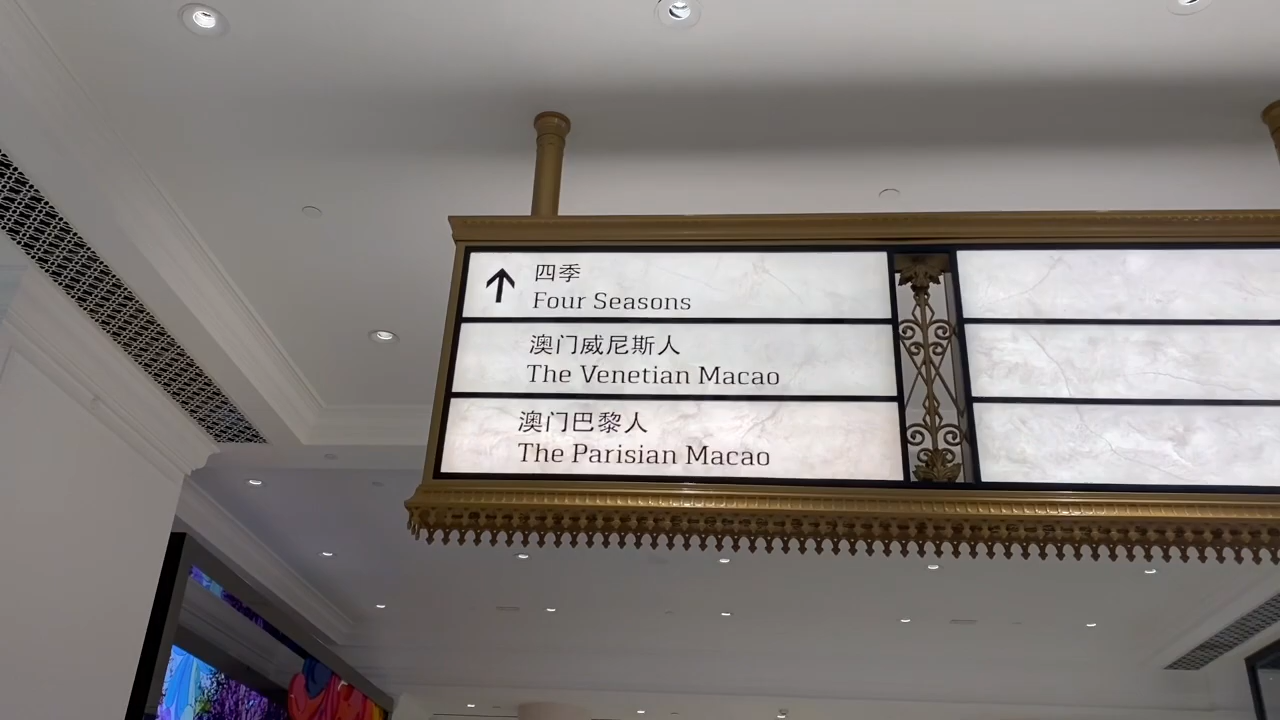 四季
Four Seasons
澳门威尼斯人
The Venetian Macao
澳门巴黎人
The Parisian Macao